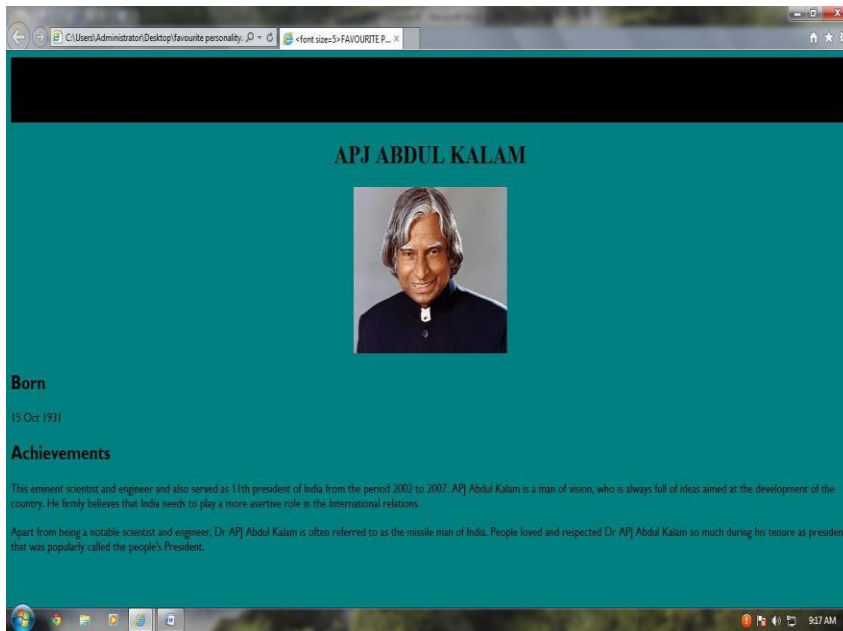 C:\Users\Administrator\Desktop\favourite personality.
<font size=5>FAVOURITE P...
APJ ABDUL KALAM
Born
15 Oct 1931
Achievements
This eminent scientist and engineer and also served as 11th president of India from the period 2002 to 2007. APJ Abdul Kalam is a man of vision, who is always full of ideas aimed at the development of the
country. He firmly believes that India needs to play a more asertive role in the International relations.
Apart from being a notable scientist and engineer, Dr APJ Abdul Kalam is often referred to as the missile man of India. People loved and respected Dr APJ Abdul Kalam so much during his tenure as presiden
that was popularly called the people's President.
9:17 AM